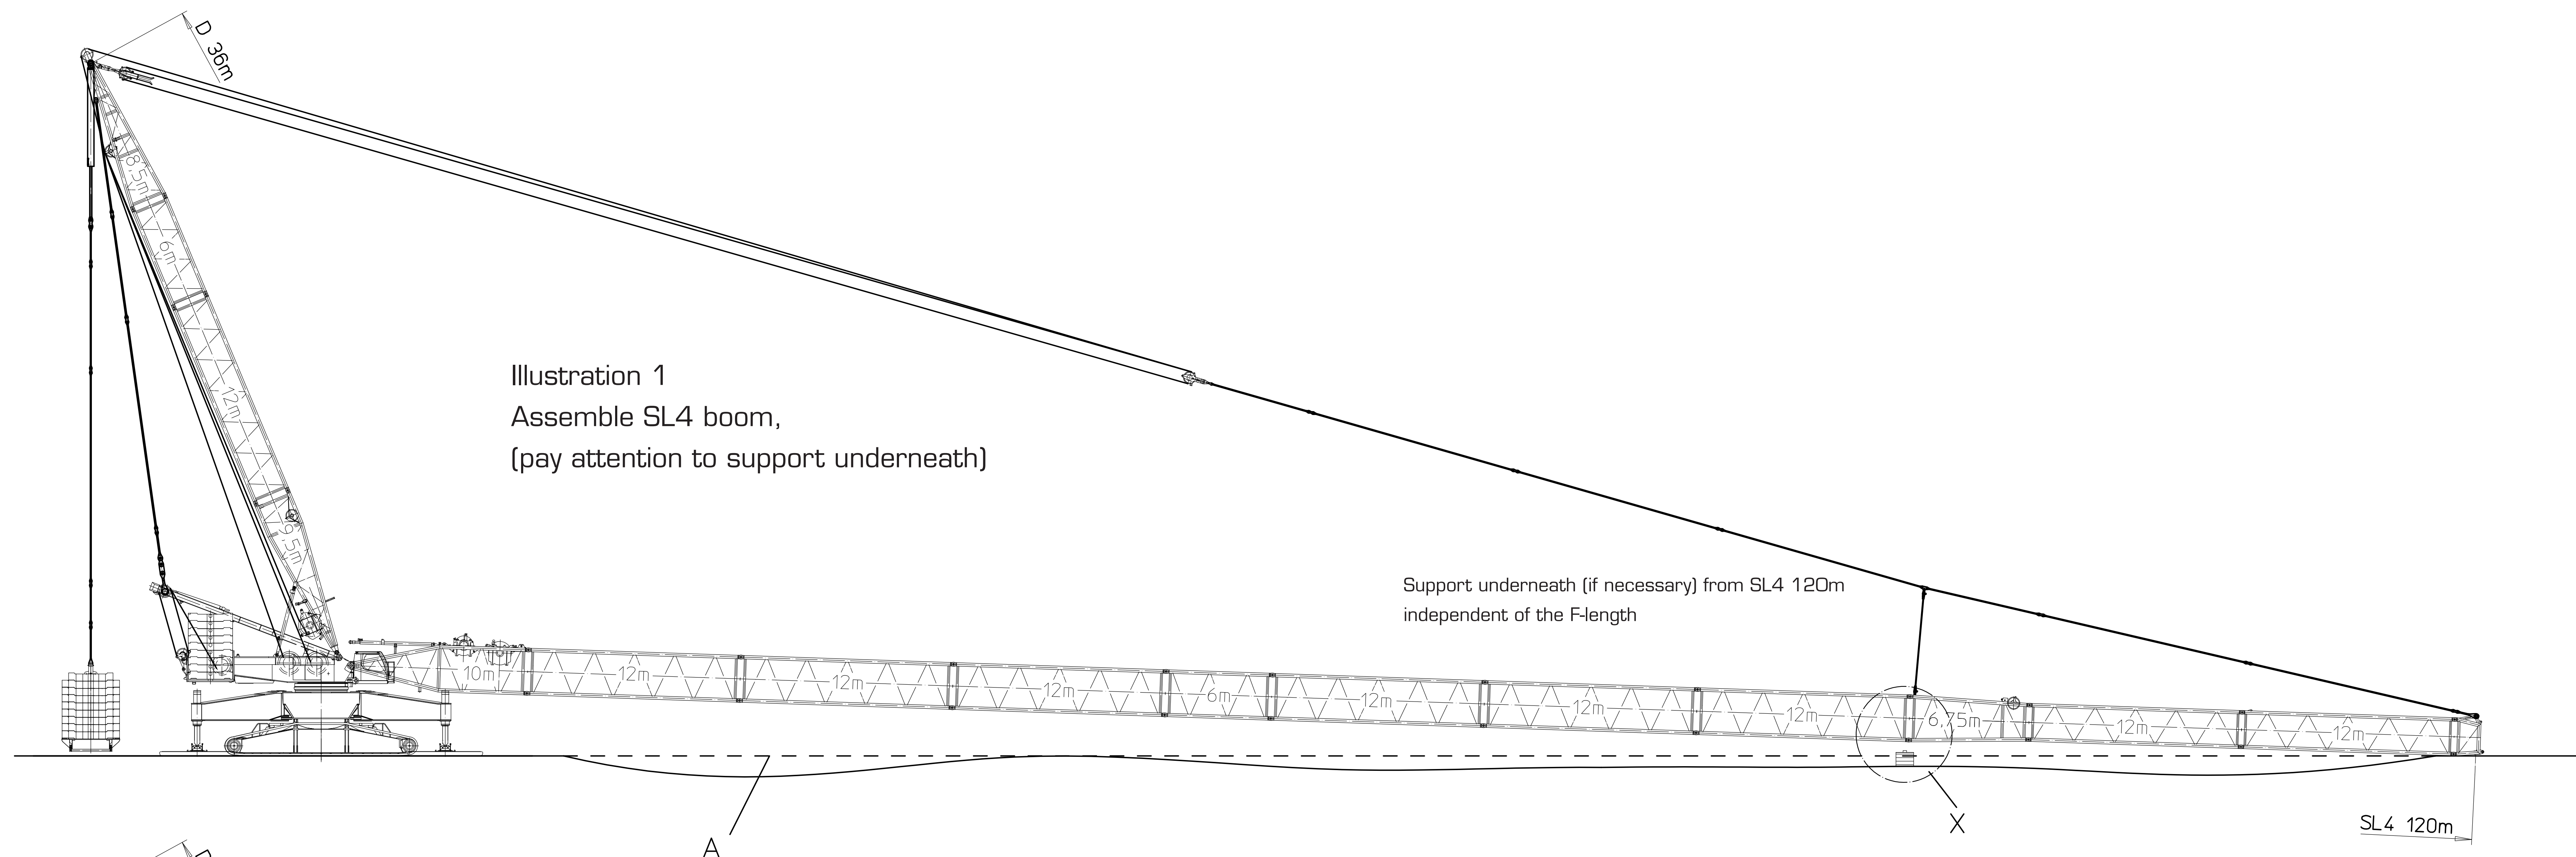 D 36m
8,5m
6m
12m
9,5m
Illustration 1
Assemble SL4 boom,
(pay attention to support underneath)
Support underneath (if necessary) from SL4 120m
independent of the F-length
10m
12m
12m
12m
6m
12m
12m
12m
6,75m
12m
12m
X
SL4 120m
A